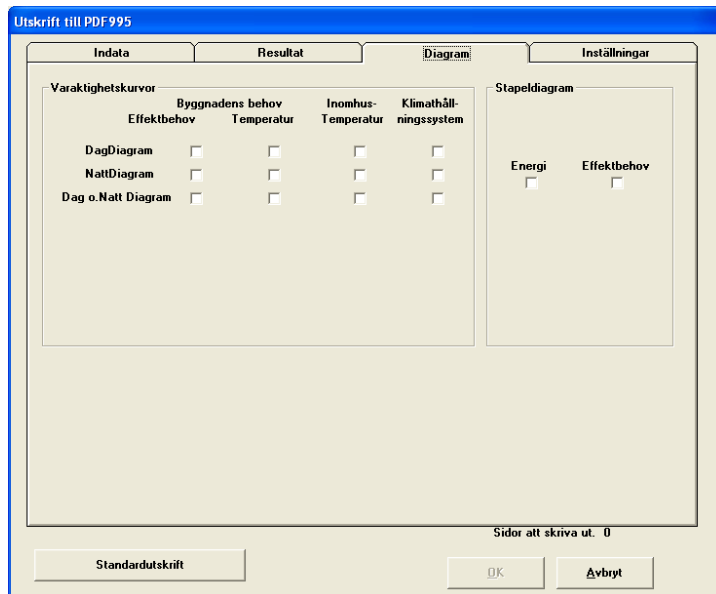 Utskrift till PDF995
Indata Resultat Diagram Inställningar
Varaktighetskurvor
Byggnadens behov Inomhus- Klimathåll-
Effektbehov Temperatur Temperatur ningssystem
DagDiagram
NattDiagram
Dag o.Natt Diagram
Stapeldiagram
Energi Effektbehov
Sidor att skriva ut. 0
Standardutskrift OK Avbryt